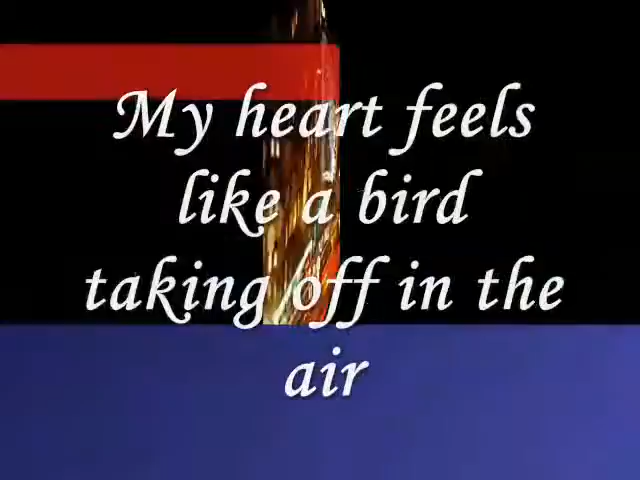 My heart feels
like a bird
taking off in the
air